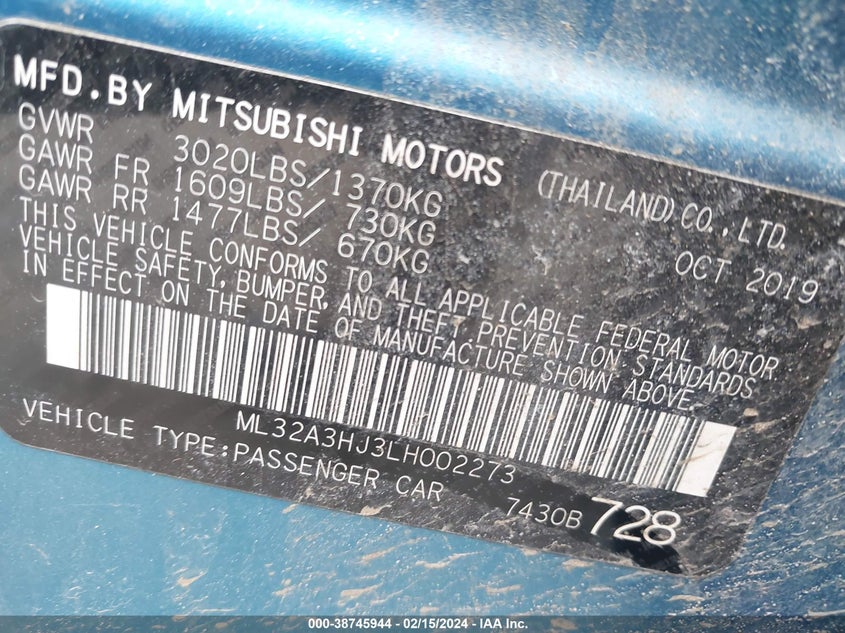 MFD.BY MITSUBISHI MOTORS (THAILAND)CO.,LTD.
GVWR 3020LBS/1370KG OCT 2019
GAWR FR 1609LBS/ 730KG
GAWR RR 1477LBS/ 670KG
THIS VEHICLE CONFORMS TO ALL APPLICABLE FEDERAL MOTOR
VEHICLE SAFETY,BUMPER,AND THEFT PREVENTION STANDARDS
IN EFFECT ON THE DATE OF MANUFACTURE SHOWN ABOVE.
ML32A3HJ3LH002273
VEHICLE TYPE:PASSENGER CAR
7430B 728
000-38745944 - 02/15/2024 - IAA Inc.